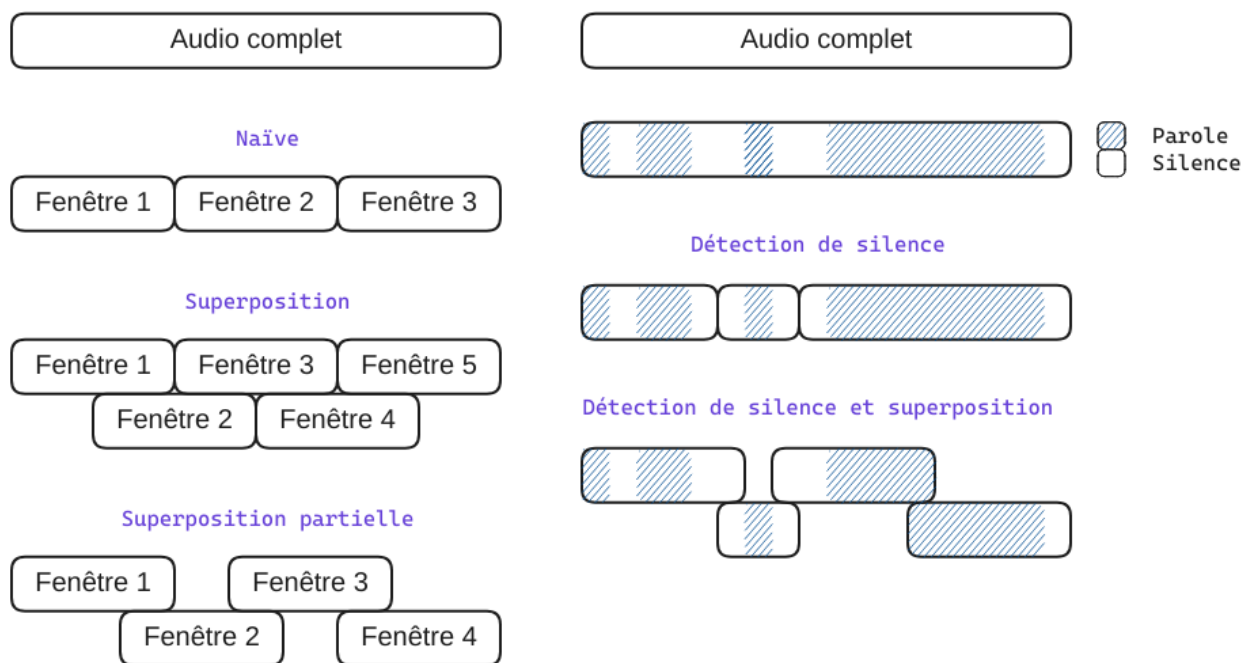 Audio complet
Naïve
Fenêtre 1 Fenêtre 2 Fenêtre 3
Superposition
Fenêtre 1 Fenêtre 3 Fenêtre 5
Fenêtre 2 Fenêtre 4
Superposition partielle
Fenêtre 1 Fenêtre 3
Fenêtre 2 Fenêtre 4
Audio complet
Parole
Silence
Détection de silence
Détection de silence et superposition